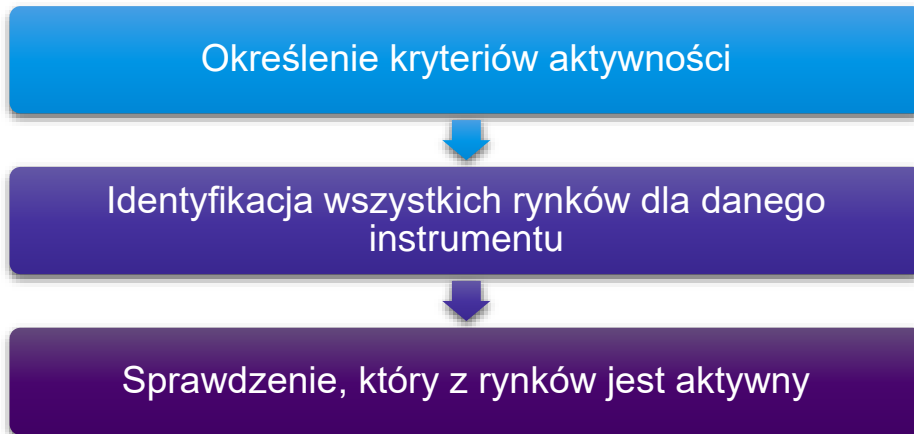 Określenie kryteriów aktywności
Identyfikacja wszystkich rynków dla danego
instrumentu
Sprawdzenie, który z rynków jest aktywny